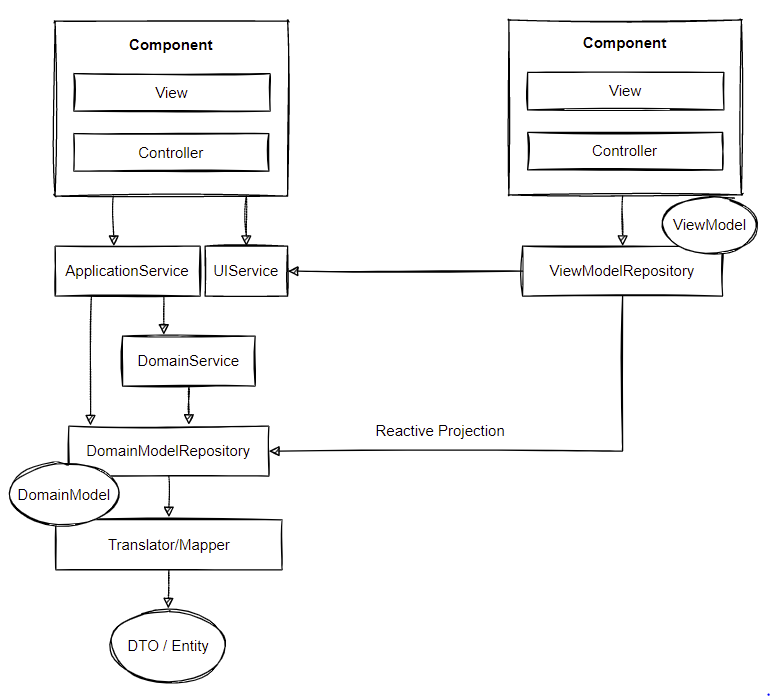 Component
Component
View
View
Controller
Controller
ViewModel
ApplicationService
UIService
ViewModelRepository
DomainService
Reactive Projection
DomainModelRepository
DomainModel
Translator/Mapper
DTO / Entity